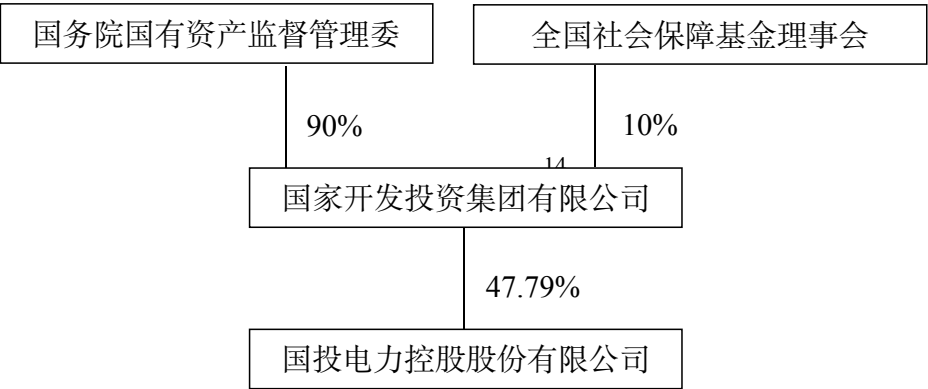 国务院国有资产监督管理委
全国社会保障基金理事会
90%
10%
14
国家开发投资集团有限公司
47.79%
国投电力控股股份有限公司